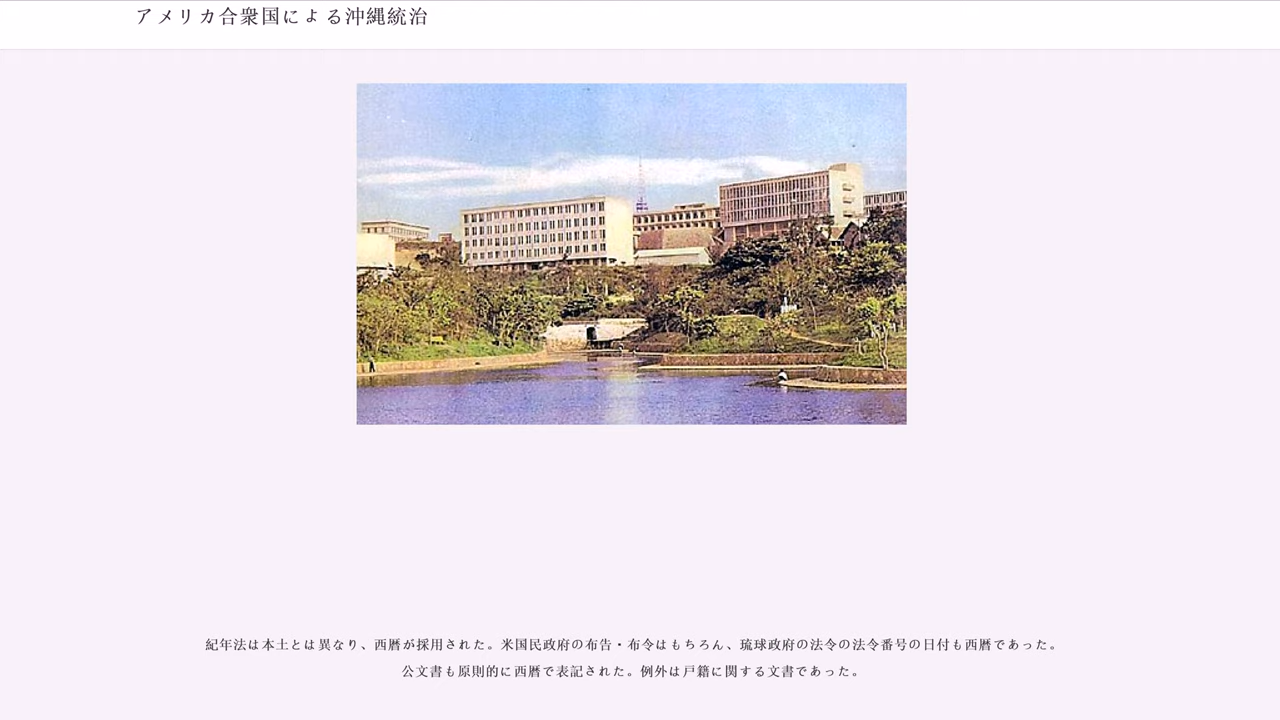 アメリカ合衆国による沖縄統治
紀年法は本土とは異なり、西暦が採用された。米国民政府の布告・布令はもちろん、琉球政府の法令の法令番号の日付も西暦であった。
公文書も原則的に西暦で表記された。例外は戸籍に関する文書であった。